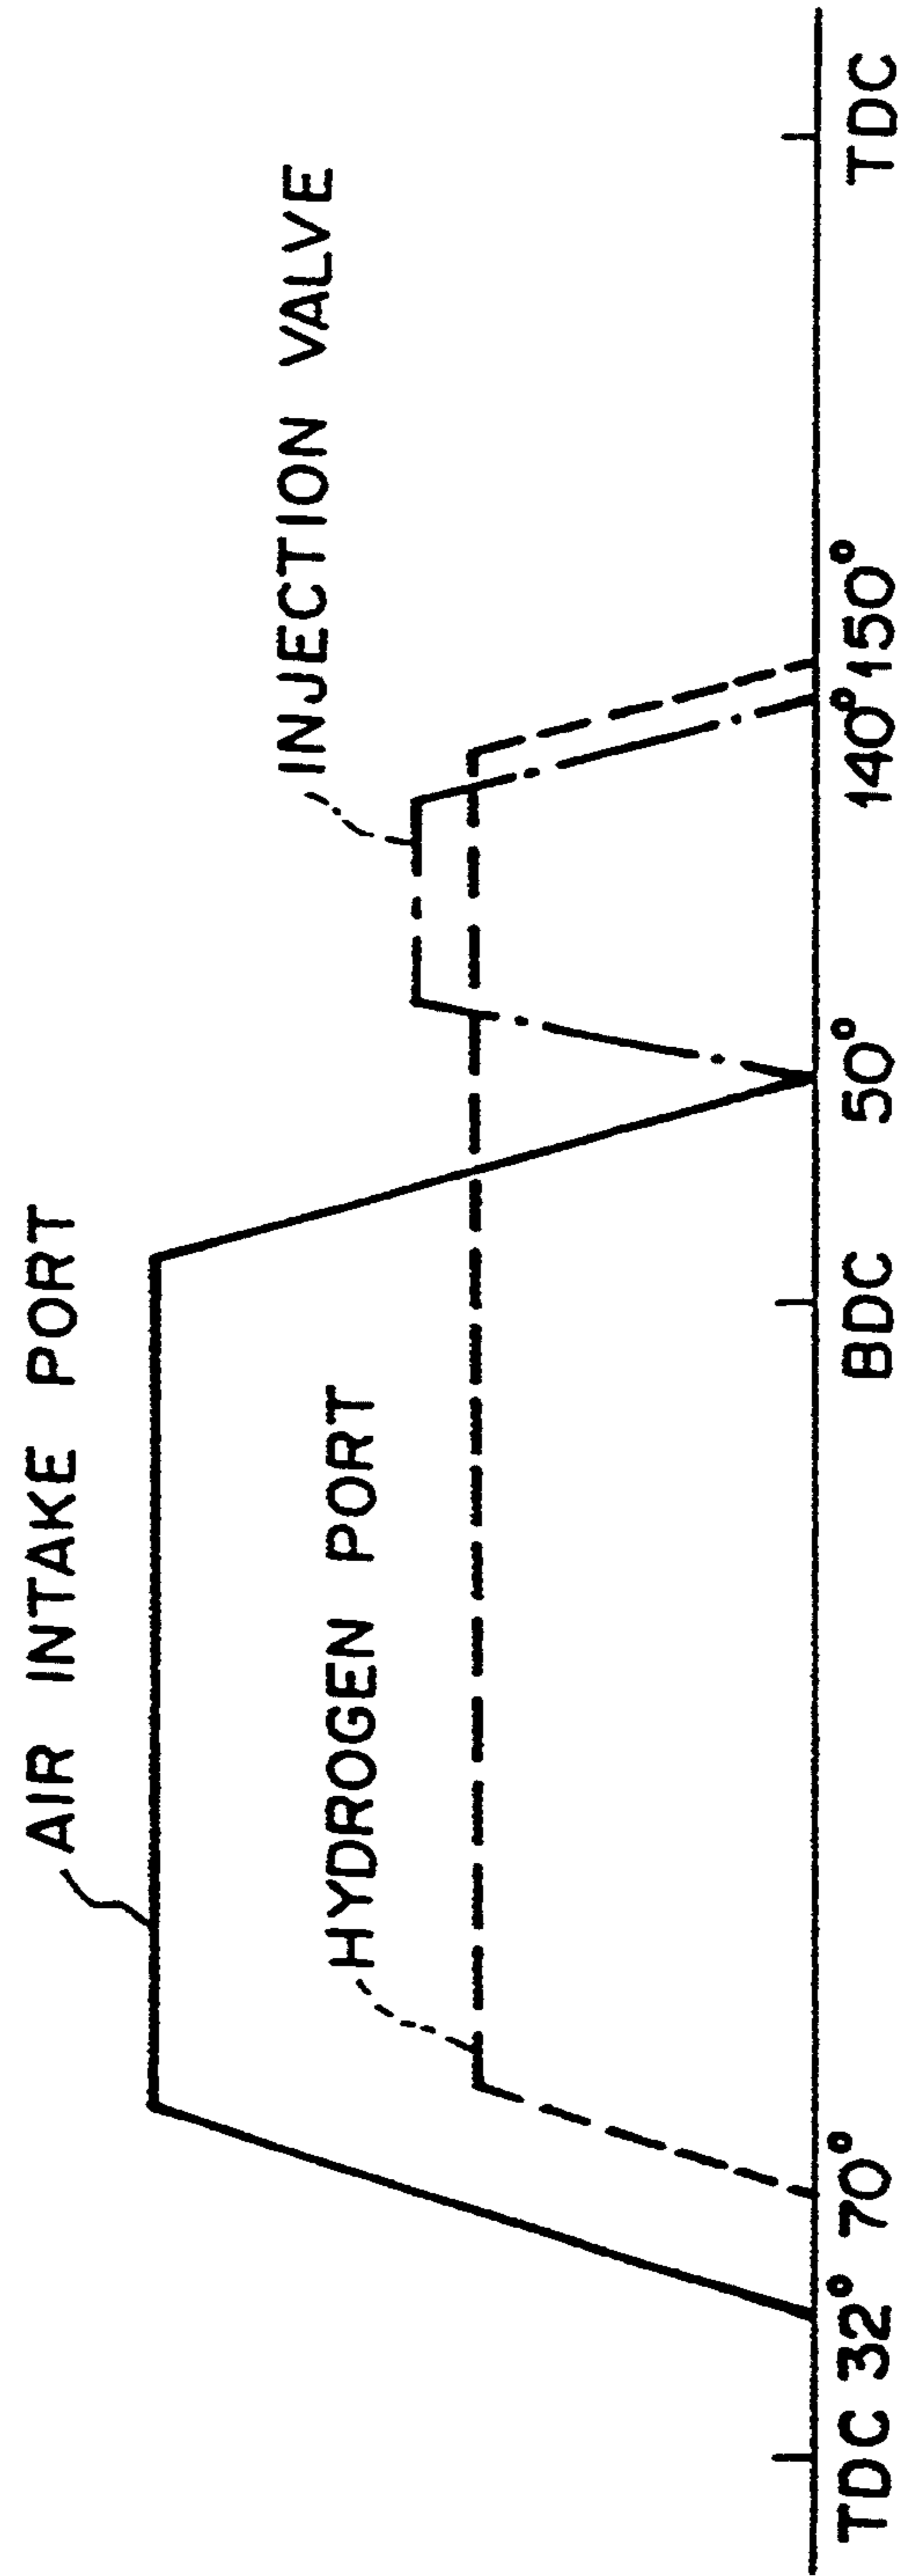 AIR INTAKE PORT
INJECTION VALVE
HYDROGEN PORT
TDC 32° 70° BDC 50° 140° 150° TDC